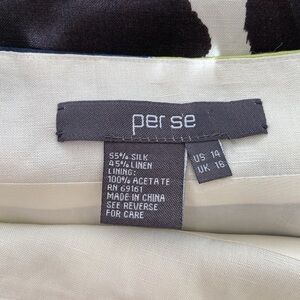 per se
55% SILK
45% LINEN
LINING:
100% ACETATE
RN 69161
MADE IN CHINA
SEE REVERSE
FOR CARE
US: 14
UK: 16